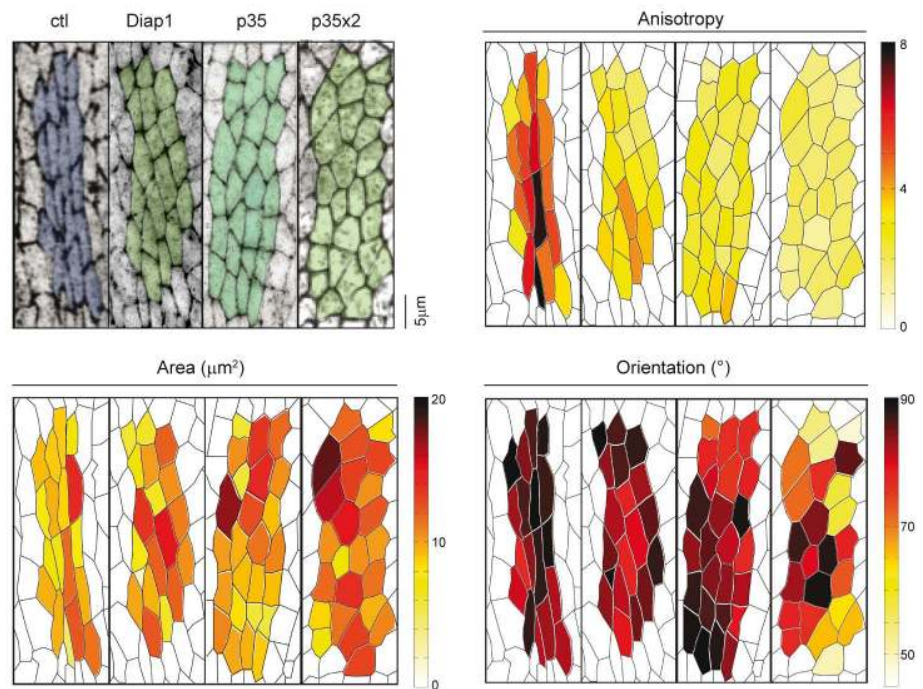 ctl Diap1 p35 p35x2
5μm
Anisotropy
8
4
0
Area (μm²)
20
10
0
Orientation (°)
90
70
50